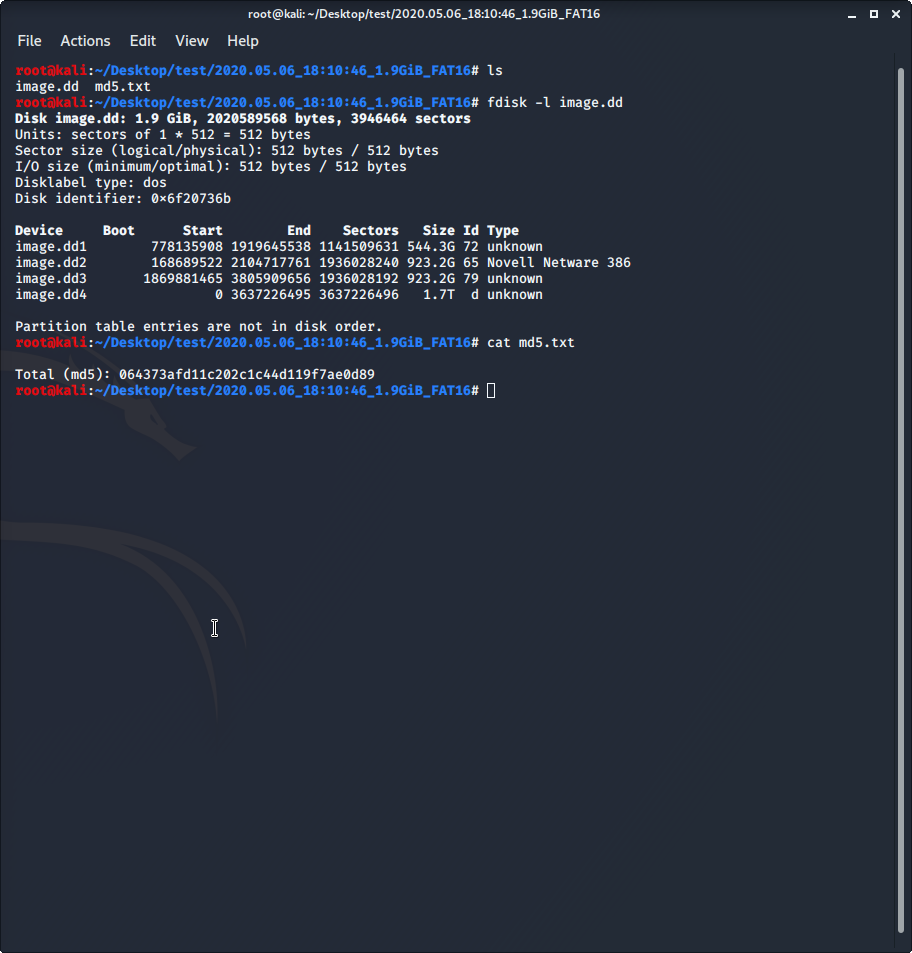 root@kali: ~/Desktop/test/2020.05.06_18:10:46_1.9GiB_FAT16
File Actions Edit View Help
root@kali:~/Desktop/test/2020.05.06_18:10:46_1.9GiB_FAT16# ls
image.dd  md5.txt
root@kali:~/Desktop/test/2020.05.06_18:10:46_1.9GiB_FAT16# fdisk -l image.dd
Disk image.dd: 1.9 GiB, 2020589568 bytes, 3946464 sectors
Units: sectors of 1 * 512 = 512 bytes
Sector size (logical/physical): 512 bytes / 512 bytes
I/O size (minimum/optimal): 512 bytes / 512 bytes
Disklabel type: dos
Disk identifier: 0x6f20736b
Device     Boot      Start        End    Sectors   Size Id Type
image.dd1        778135908 1919645538 1141509631 544.3G 72 unknown
image.dd2        168689522 2104717761 1936028240 923.2G 65 Novell Netware 386
image.dd3       1869881465 3805909656 1936028192 923.2G 79 unknown
image.dd4                0 3637226495 3637226496   1.7T  d unknown
Partition table entries are not in disk order.
root@kali:~/Desktop/test/2020.05.06_18:10:46_1.9GiB_FAT16# cat md5.txt
Total (md5): 064373afd11c202c1c44d119f7ae0d89
root@kali:~/Desktop/test/2020.05.06_18:10:46_1.9GiB_FAT16#